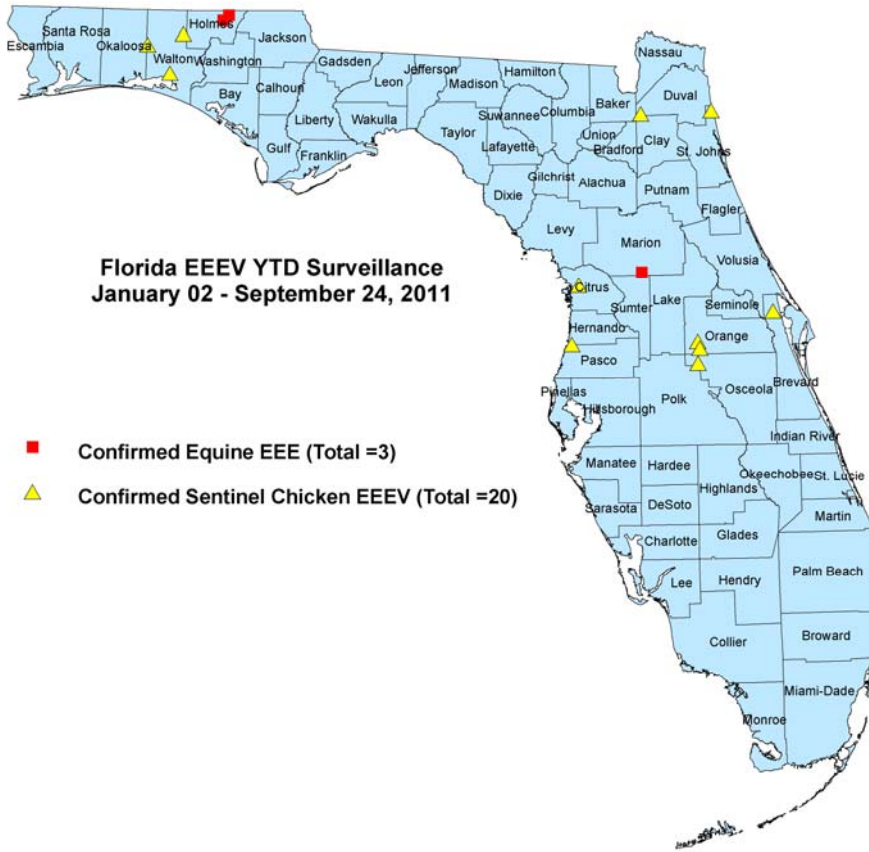 Holmes
Santa Rosa
Jackson
Escambia
Okaloosa
Walton
Washington
Gadsden
Nassau
Hamilton
Jefferson
Madison
Leon
Bay
Calhoun
Duval
Baker
Columbia
Suwannee
Liberty
Wakulla
Union
Clay
Taylor
Bradford
Lafayette
St. Johns
Gulf
Franklin
Gilchrist
Alachua
Dixie
Putnam
Flagler
Levy
Marion
Volusia
Florida EEEV YTD Surveillance
January 02 - September 24, 2011
Citrus
Lake
Sumter
Seminole
Hernando
Orange
Pasco
Osceola
Brevard
Pinellas
Hillsborough
Polk
Indian River
Confirmed Equine EEE (Total =3)
Manatee
Hardee
Okeechobee
St. Lucie
Confirmed Sentinel Chicken EEEV (Total =20)
Highlands
Sarasota
DeSoto
Martin
Charlotte
Glades
Lee
Hendry
Palm Beach
Collier
Broward
Miami-Dade
Monroe